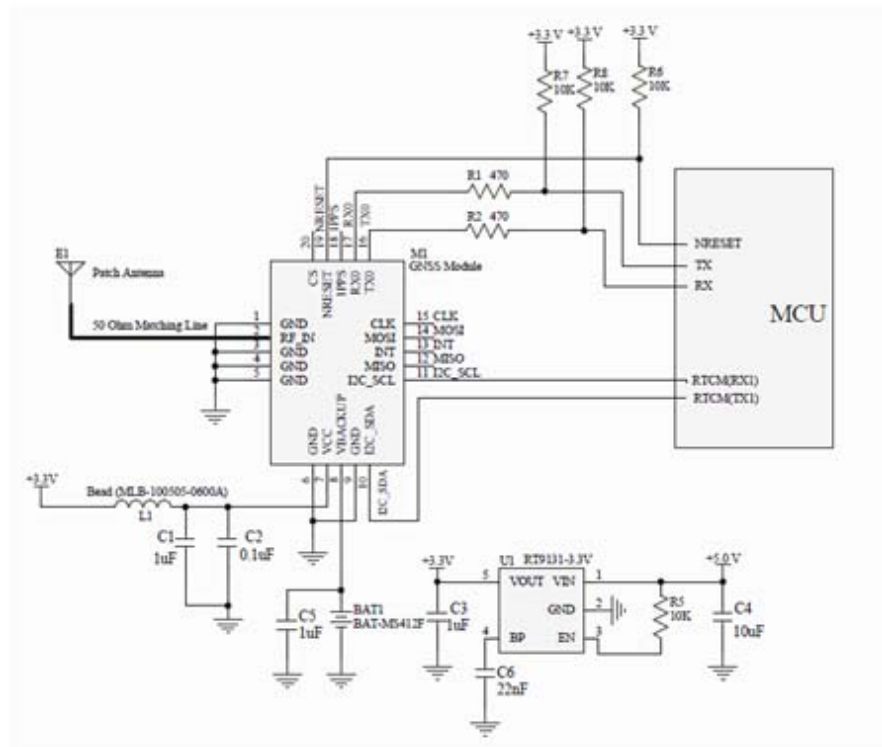 +3.3 V
+3.3 V
+3.3 V
R7
10K
R8
10K
R6
10K
R1 470
R2 470
NRESET
TX
RX
MCU
RTCM(RX1)
RTCM(TX1)
E1
Patch Antenna
50 Ohm Matching Line
M1
GNSS Module
20
19 NRESET
18 1PPS
17 RX0
16 TX0
CS
NRESET
1PPS
RX0
TX0
1 GND
2 RF_IN
3 GND
4 GND
5 GND
CLK 15 CLK
MOSI 14 MOSI
INT 13 INT
MISO 12 MISO
I2C_SCL 11 I2C_SCL
GND
VCC
VBACKUP
GND
I2C_SDA
6
7
8
9
10
I2C_SDA
+3.3V
Bead (MLB-100505-0600A)
L1
C1
1uF
C2
0.1uF
C5
1uF
BAT1
BAT-MS412F
+3.3V
U1 RT9131-3.3V
+5.0 V
5 VOUT VIN 1
GND 2
4 BP EN 3
C3
1uF
R5
10K
C4
10uF
C6
22nF